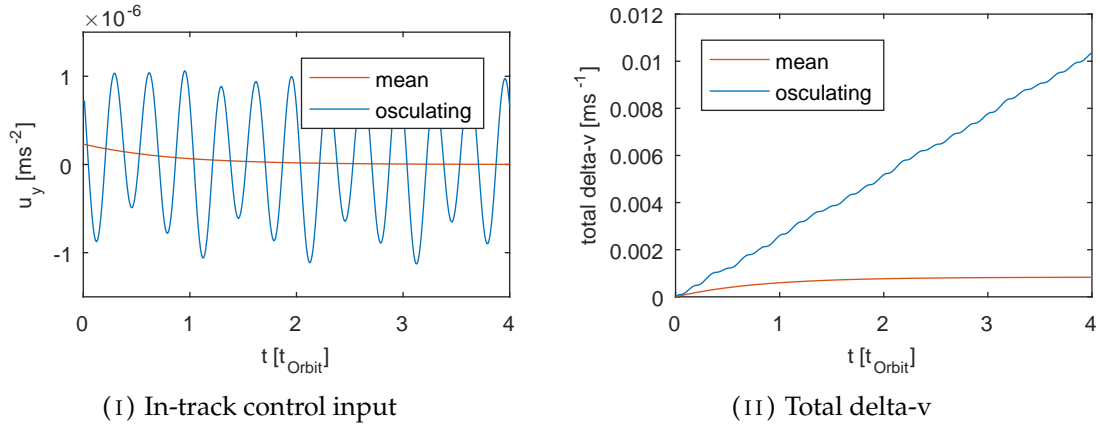 ×10⁻⁶
1
0
-1
u_y [ms⁻²]
0
1
2
3
4
t [t_Orbit]
mean
osculating
(I) In-track control input
0.012
0.01
0.008
0.006
0.004
0.002
0
total delta-v [ms⁻¹]
0
1
2
3
4
t [t_Orbit]
mean
osculating
(II) Total delta-v